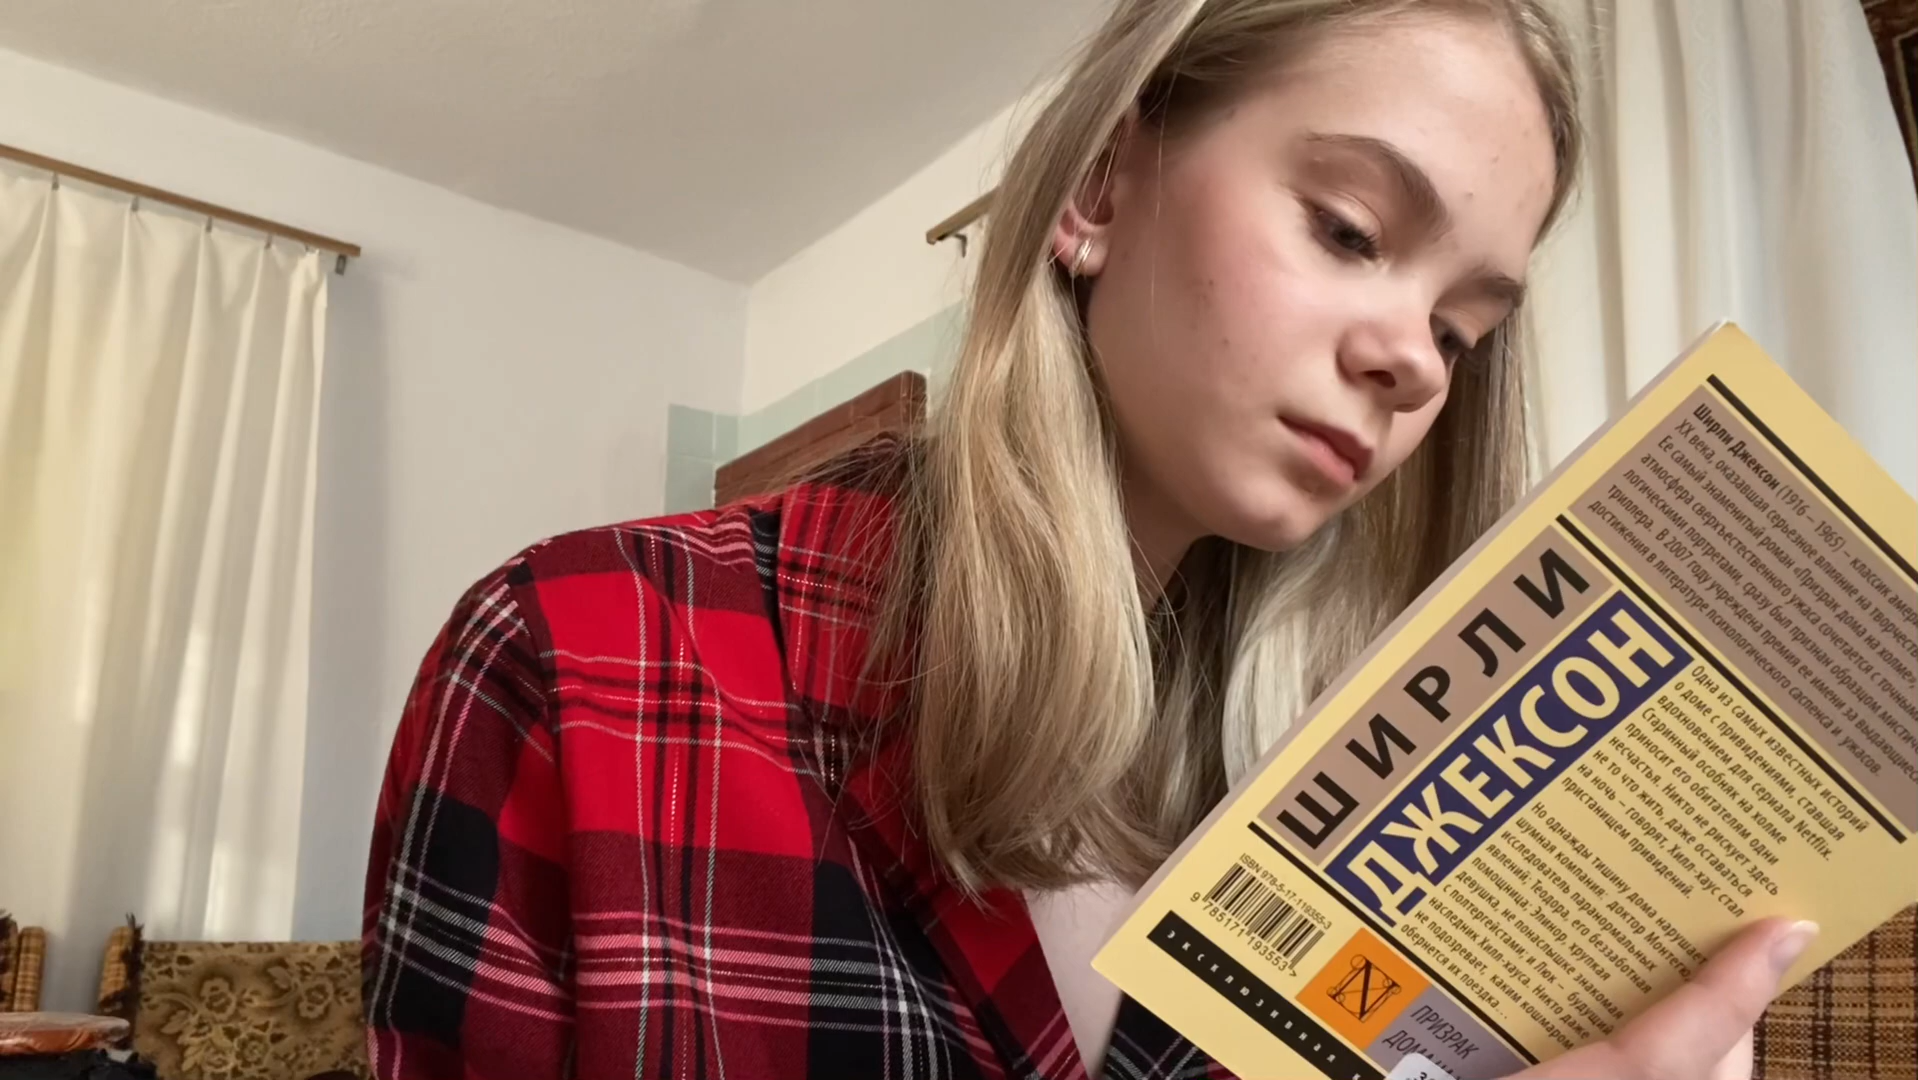 Ширли Джексон (1916 – 1965) – классик амер
XX века, оказавшая серьезное влияние на творчеств
Ее самый знаменитый роман «Призрак дома на холме»,
атмосфера сверхъестественного ужаса сочетается с точным
логическими портретами, сразу был признан образцом мистиче
триллера. В 2007 году учреждена премия ее имени за выдающиес
достижения в литературе психологического саспенса и ужасов.
ШИРЛИ
ДЖЕКСОН
Одна из самых известных историй
о доме с привидениями, ставшая
вдохновением для сериала Netflix.
Старинный особняк на холме
приносит его обитателям одни
несчастья. Никто не рискует здесь
не то что жить, даже оставаться
на ночь – говорят, Хилл-хаус стал
пристанищем привидений.
Но однажды тишину дома нарушает
шумная компания: доктор Монтегю,
исследователь паранормальных
явлений; Теодора, его беззаботная
помощница; Элинор, хрупкая
девушка, не понаслышке знакомая
с полтергейстами, и Люк – будущий
наследник Хилл-хауса. Никто даже
не подозревает, каким кошмаром
обернется их поездка...
ISBN 978-5-17-119355-3
9 785171 193553 >
ЭКСКЛЮЗИВНАЯ К
N
ПРИЗРАК
ДОМА